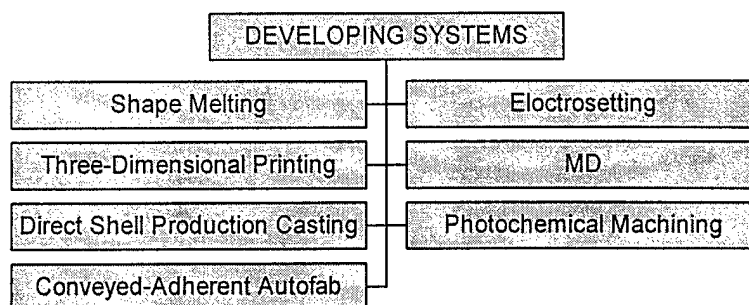 DEVELOPING SYSTEMS
Shape Melting
Eloctrosetting
Three-Dimensional Printing
MD
Direct Shell Production Casting
Photochemical Machining
Conveyed-Adherent Autofab